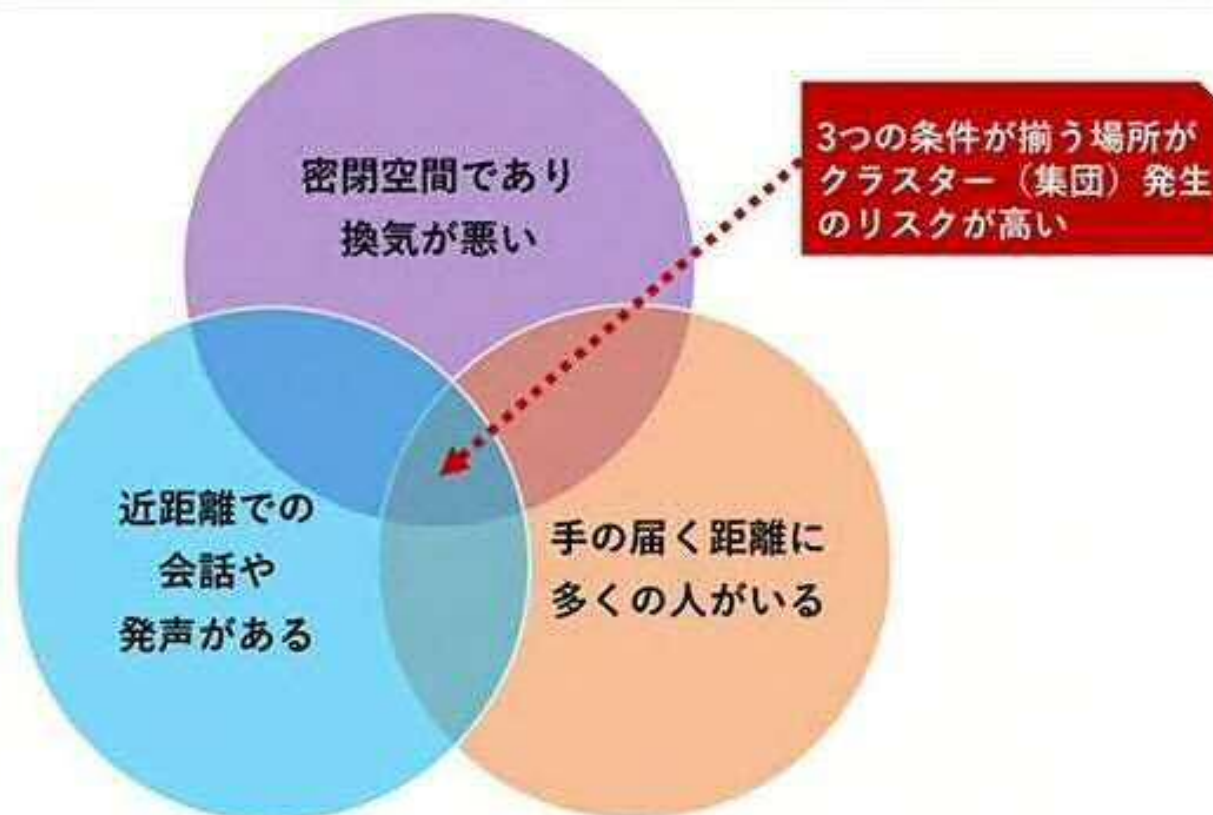 密閉空間であり
換気が悪い
3つの条件が揃う場所が
クラスター（集団）発生
のリスクが高い
近距離での
会話や
発声がある
手の届く距離に
多くの人がいる